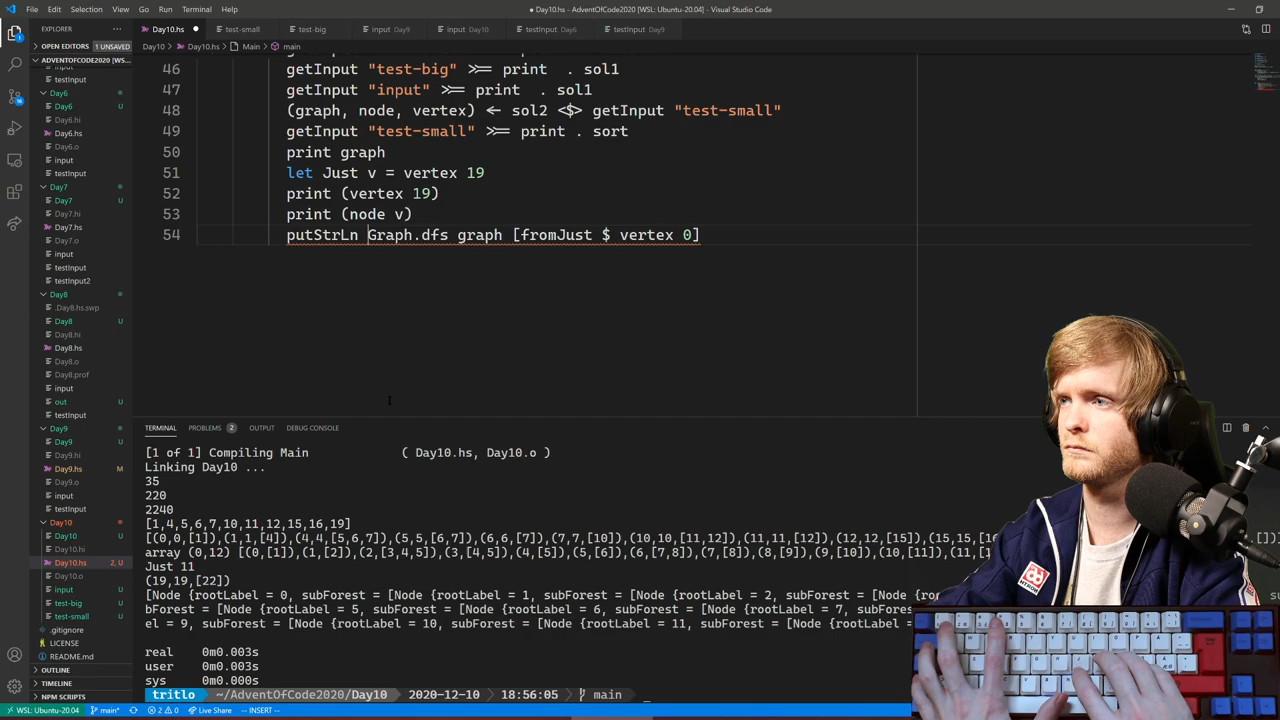 File Edit Selection View Go Run Terminal Help
● Day10.hs - AdventOfCode2020 [WSL: Ubuntu-20.04] - Visual Studio Code
EXPLORER
Day10.hs ● test-small test-big input Day9 input Day10 testInput Day6 testInput Day9
OPEN EDITORS 1 UNSAVED
Day10 > Day10.hs > Main > main
ADVENTOFCODE2020 [W...
testInput
Day6
Day6 U
Day6.hi
Day6.hs
Day6.o
input
testInput
Day7
Day7 U
Day7.hi
Day7.hs
Day7.o
input
testInput
testInput2
Day8
.Day8.hs.swp
Day8 U
Day8.hi
Day8.hs
Day8.o
Day8.prof
input
out U
testInput
Day9
Day9 U
Day9.hi
Day9.hs M
Day9.o
input
testInput
Day10
Day10 U
Day10.hi
Day10.hs 2, U
Day10.o
input U
test-big U
test-small U
.gitignore
LICENSE
README.md
OUTLINE
TIMELINE
NPM SCRIPTS
46 getInput "test-big" >>= print . sol1
47 getInput "input" >>= print . sol1
48 (graph, node, vertex) <- sol2 <$> getInput "test-small"
49 getInput "test-small" >>= print . sort
50 print graph
51 let Just v = vertex 19
52 print (vertex 19)
53 print (node v)
54 putStrLn Graph.dfs graph [fromJust $ vertex 0]
TERMINAL PROBLEMS 2 OUTPUT DEBUG CONSOLE
[1 of 1] Compiling Main ( Day10.hs, Day10.o )
Linking Day10 ...
35
220
2240
[1,4,5,6,7,10,11,12,15,16,19]
[(0,0,[1]),(1,1,[4]),(4,4,[5,6,7]),(5,5,[6,7]),(6,6,[7]),(7,7,[10]),(10,10,[11,12]),(11,11,[12]),(12,12,[15]),(15,15,[16
array (0,12) [(0,[1]),(1,[2]),(2,[3,4,5]),(3,[4,5]),(4,[5]),(5,[6]),(6,[7,8]),(7,[8]),(8,[9]),(9,[10]),(10,[11]),(11,[
Just 11
(19,19,[22])
[Node {rootLabel = 0, subForest = [Node {rootLabel = 1, subForest = [Node {rootLabel = 2, subForest = [Node {
bForest = [Node {rootLabel = 5, subForest = [Node {rootLabel = 6, subForest = [Node {rootLabel = 7, subFores
el = 9, subForest = [Node {rootLabel = 10, subForest = [Node {rootLabel = 11, subForest = [Node {rootLabel
real 0m0.003s
user 0m0.003s
sys 0m0.000s
tritlo ~/AdventOfCode2020/Day10 2020-12-10 18:56:05 main
WSL: Ubuntu-20.04 main* 2 0 Live Share -- INSERT --